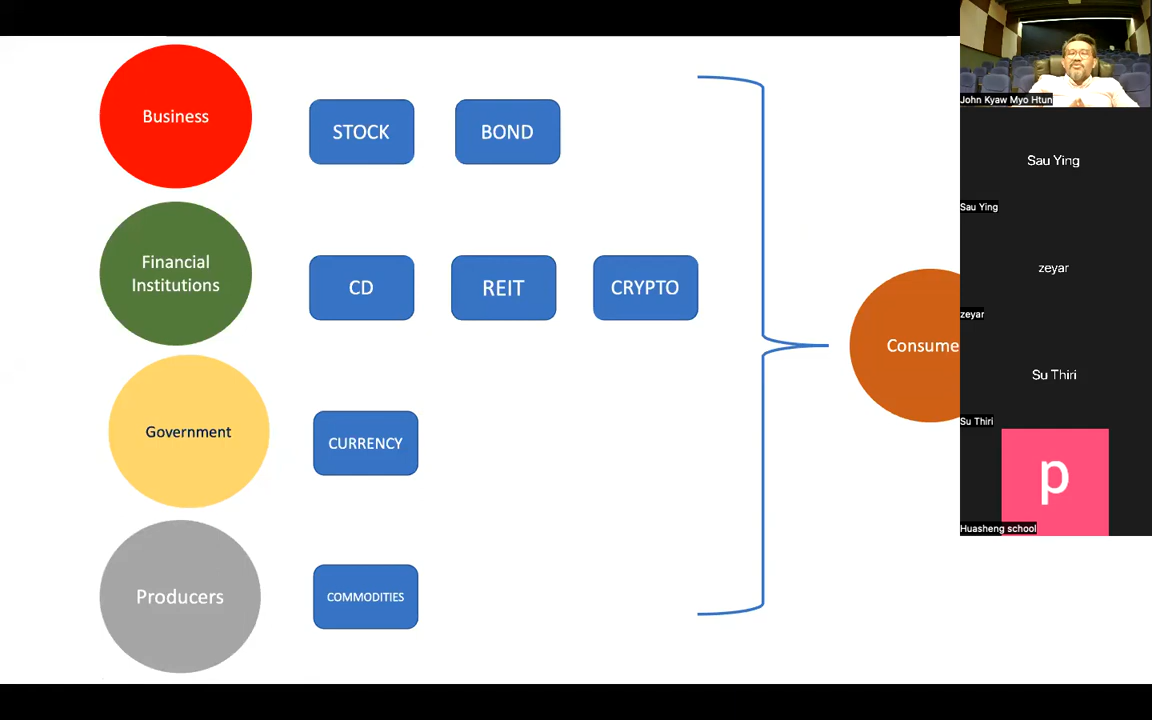 Business
STOCK
BOND
Financial
Institutions
CD
REIT
CRYPTO
Government
CURRENCY
Producers
COMMODITIES
Consume
John Kyaw Myo Htun
Sau Ying
Sau Ying
zeyar
zeyar
Su Thiri
Su Thiri
p
Huasheng school